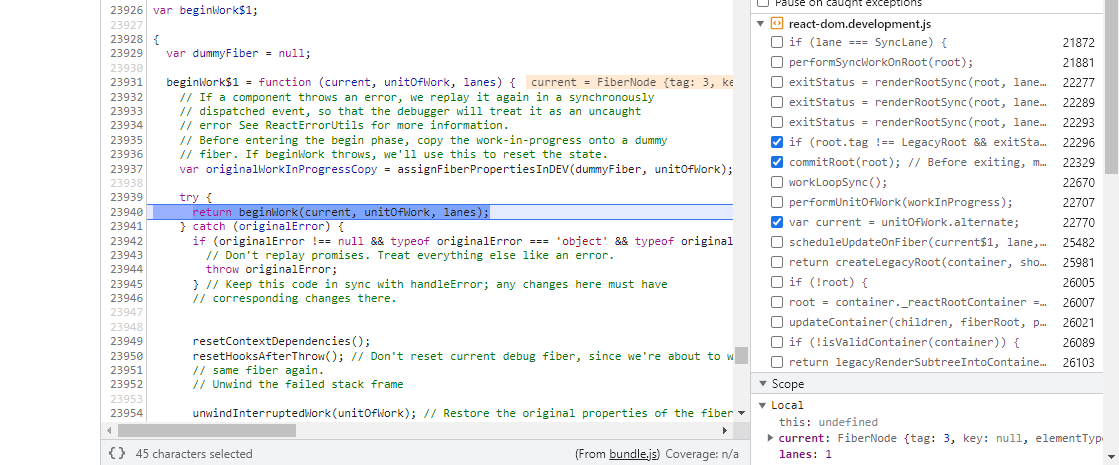 23926 var beginWork$1;
23927
23928 {
23929 var dummyFiber = null;
23930
23931 beginWork$1 = function (current, unitOfWork, lanes) { current = FiberNode {tag: 3, ke
23932 // If a component throws an error, we replay it again in a synchronously
23933 // dispatched event, so that the debugger will treat it as an uncaught
23934 // error See ReactErrorUtils for more information.
23935 // Before entering the begin phase, copy the work-in-progress onto a dummy
23936 // fiber. If beginWork throws, we'll use this to reset the state.
23937 var originalWorkInProgressCopy = assignFiberPropertiesInDEV(dummyFiber, unitOfWork);
23938
23939 try {
23940 return beginWork(current, unitOfWork, lanes);
23941 } catch (originalError) {
23942 if (originalError !== null && typeof originalError === 'object' && typeof original
23943 // Don't replay promises. Treat everything else like an error.
23944 throw originalError;
23945 } // Keep this code in sync with handleError; any changes here must have
23946 // corresponding changes there.
23947
23948
23949 resetContextDependencies();
23950 resetHooksAfterThrow(); // Don't reset current debug fiber, since we're about to w
23951 // same fiber again.
23952 // Unwind the failed stack frame
23953
23954 unwindInterruptedWork(unitOfWork); // Restore the original properties of the fiber
{} 45 characters selected (From bundle.js) Coverage: n/a
Pause on caught exceptions
react-dom.development.js
if (lane === SyncLane) { 21872
performSyncWorkOnRoot(root); 21881
exitStatus = renderRootSync(root, lane… 22277
exitStatus = renderRootSync(root, lane… 22289
exitStatus = renderRootSync(root, lane… 22293
if (root.tag !== LegacyRoot && exitSta… 22296
commitRoot(root); // Before exiting, m… 22329
workLoopSync(); 22670
performUnitOfWork(workInProgress); 22702
var current = unitOfWork.alternate; 22770
scheduleUpdateOnFiber(current$1, lane,… 25482
return createLegacyRoot(container, sho… 25981
if (!root) { 26005
root = container._reactRootContainer =… 26007
updateContainer(children, fiberRoot, p… 26021
if (!isValidContainer(container)) { 26089
return legacyRenderSubtreeIntoContaine… 26103
Scope
Local
this: undefined
current: FiberNode {tag: 3, key: null, elementType
lanes: 1